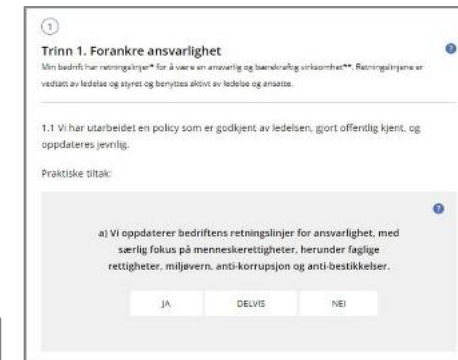 1
Trinn 1. Forankre ansvarlighet
?
Min bedrift har retningslinjer* for å være en ansvarlig og bærekraftig virksomhet**. Retningslinjene er
vedtatt av ledelse og styret og benyttes aktivt av ledelse og ansatte.
1.1 Vi har utarbeidet en policy som er godkjent av ledelsen, gjort offentlig kjent, og
oppdateres jevnlig.
Praktiske tiltak:
?
a) Vi oppdaterer bedriftens retningslinjer for ansvarlighet, med
særlig fokus på menneskerettigheter, herunder faglige
rettigheter, miljøvern, anti-korrupsjon og anti-bestikkelser.
JA DELVIS NEI